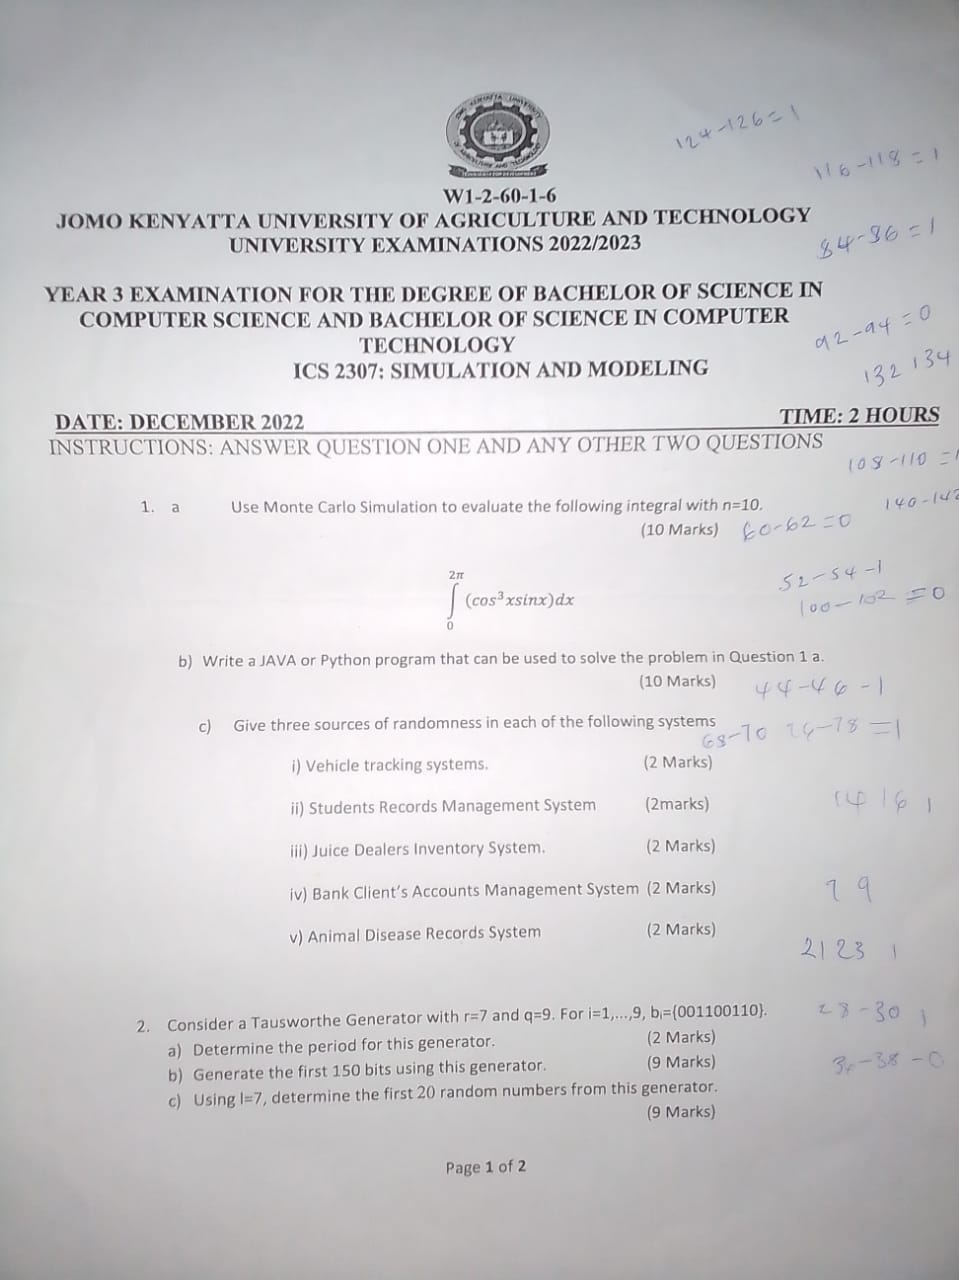 124-126=1
116-118=1
W1-2-60-1-6
JOMO KENYATTA UNIVERSITY OF AGRICULTURE AND TECHNOLOGY
UNIVERSITY EXAMINATIONS 2022/2023
84-86=1
YEAR 3 EXAMINATION FOR THE DEGREE OF BACHELOR OF SCIENCE IN
COMPUTER SCIENCE AND BACHELOR OF SCIENCE IN COMPUTER
TECHNOLOGY
92-94=0
ICS 2307: SIMULATION AND MODELING
132 134
DATE: DECEMBER 2022 TIME: 2 HOURS
INSTRUCTIONS: ANSWER QUESTION ONE AND ANY OTHER TWO QUESTIONS
108-110=1
1. a Use Monte Carlo Simulation to evaluate the following integral with n=10.
140-142
(10 Marks)
60-62=0
2π
∫ (cos³xsinx)dx
0
52-54-1
100-102=0
b) Write a JAVA or Python program that can be used to solve the problem in Question 1 a.
(10 Marks)
44-46-1
c) Give three sources of randomness in each of the following systems
68-70 76-78=1
i) Vehicle tracking systems. (2 Marks)
ii) Students Records Management System (2marks)
14 16 1
iii) Juice Dealers Inventory System. (2 Marks)
iv) Bank Client's Accounts Management System (2 Marks)
7 9
v) Animal Disease Records System (2 Marks)
21 23 1
2. Consider a Tausworthe Generator with r=7 and q=9. For i=1,...,9, bᵢ={001100110}.
28-30 1
a) Determine the period for this generator. (2 Marks)
b) Generate the first 150 bits using this generator. (9 Marks)
c) Using l=7, determine the first 20 random numbers from this generator.
(9 Marks)
Page 1 of 2